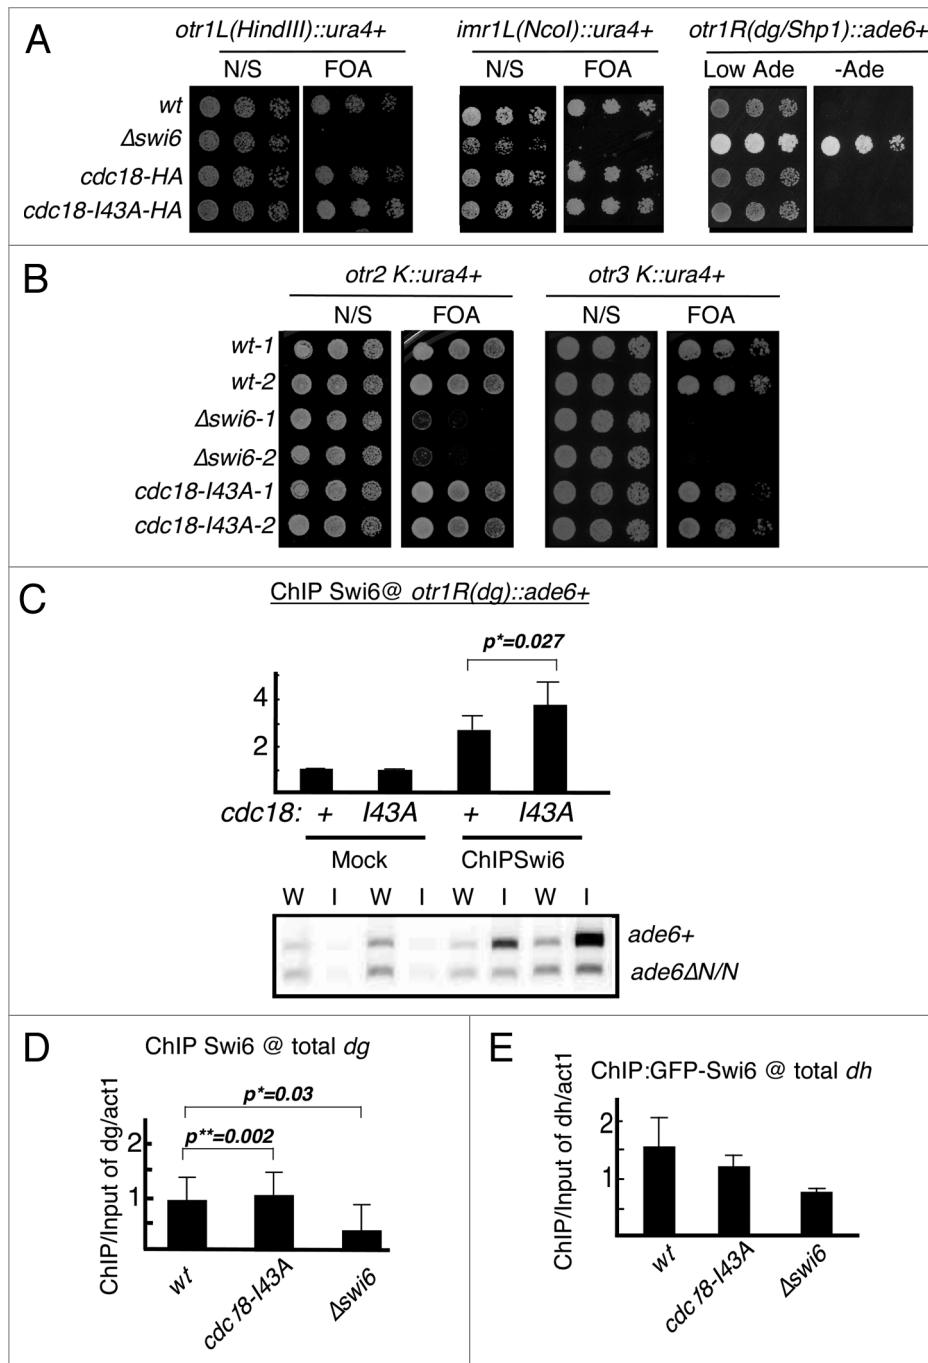 A
otr1L(HindIII)::ura4+ imr1L(NcoI)::ura4+ otr1R(dg/Shp1)::ade6+
N/S FOA N/S FOA Low Ade -Ade
wt
Δswi6
cdc18-HA
cdc18-I43A-HA
B
otr2 K::ura4+ otr3 K::ura4+
N/S FOA N/S FOA
wt-1
wt-2
Δswi6-1
Δswi6-2
cdc18-I43A-1
cdc18-I43A-2
C
ChIP Swi6@ otr1R(dg)::ade6+
p*=0.027
4
2
cdc18: + I43A + I43A
Mock ChIPSwi6
W I W I W I W I
ade6+
ade6ΔN/N
D
ChIP Swi6 @ total dg
ChIP/Input of dg/act1
p*=0.03
p**=0.002
2
1
wt cdc18-I43A Δswi6
E
ChIP:GFP-Swi6 @ total dh
ChIP/Input of dh/act1
2
1
wt cdc18-I43A Δswi6